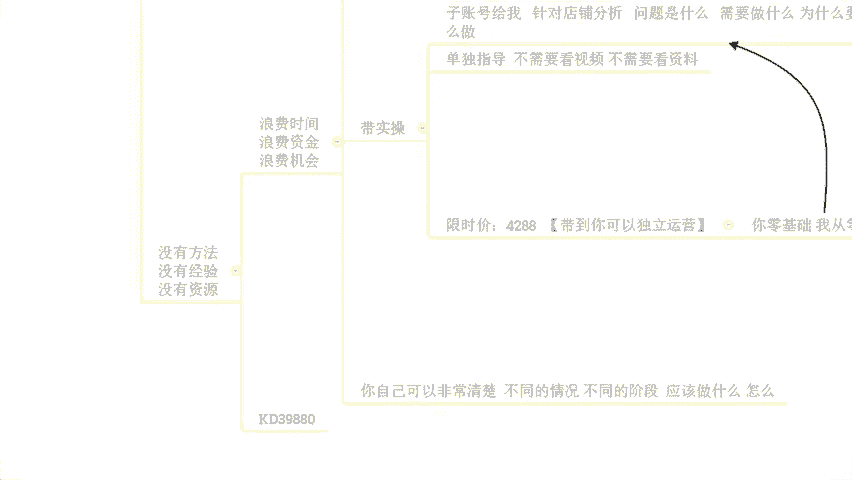 子账号给我 针对店铺分析 问题是什么 需要做什么 为什么要
么做
单独指导 不需要看视频 不需要看资料
浪费时间
浪费资金
浪费机会
带实操
限时价：4288 【带到你可以独立运营】
你零基础 我从零
没有方法
没有经验
没有资源
你自己可以非常清楚 不同的情况 不同的阶段 应该做什么 怎么
KD39880